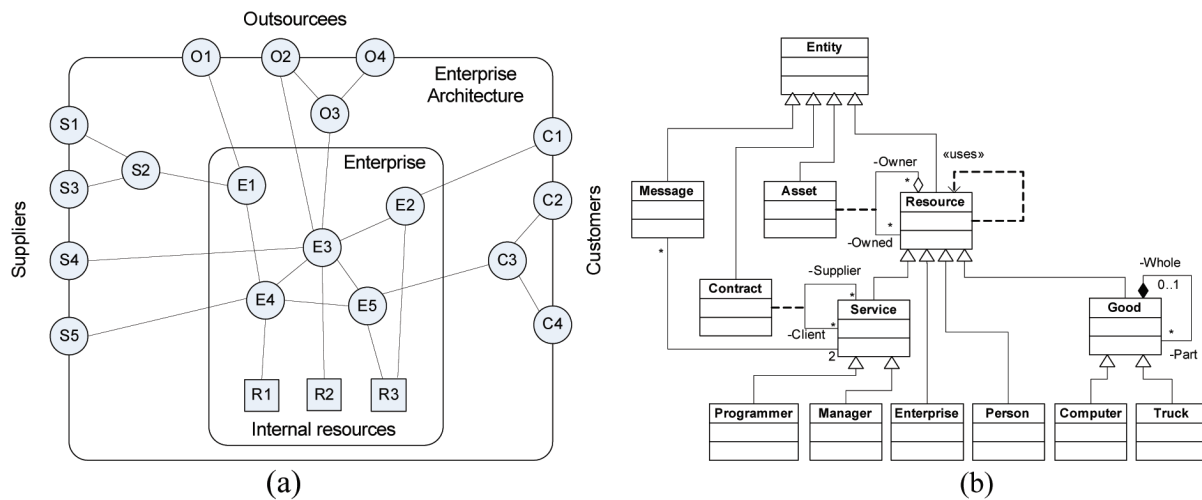 Outsourcees
O1
O2
O4
Enterprise
Architecture
O3
S1
S2
S3
S4
S5
Suppliers
Enterprise
E1
E2
E3
E4
E5
R1
R2
R3
Internal resources
C1
C2
C3
C4
Customers
(a)
Entity
«uses»
-Owner
*
Message
Asset
Resource
*
-Owned
*
Contract
-Supplier
*
-Client
*
Service
2
-Whole
0..1
Good
*
-Part
Programmer
Manager
Enterprise
Person
Computer
Truck
(b)